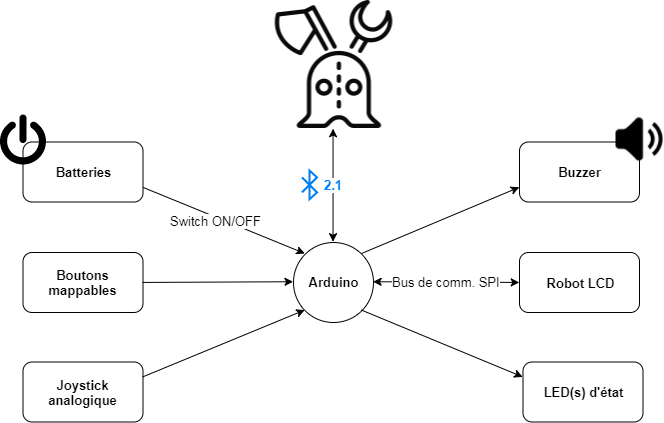 2.1
Batteries
Buzzer
Switch ON/OFF
Boutons
mappables
Arduino
Bus de comm. SPI
Robot LCD
Joystick
analogique
LED(s) d'état